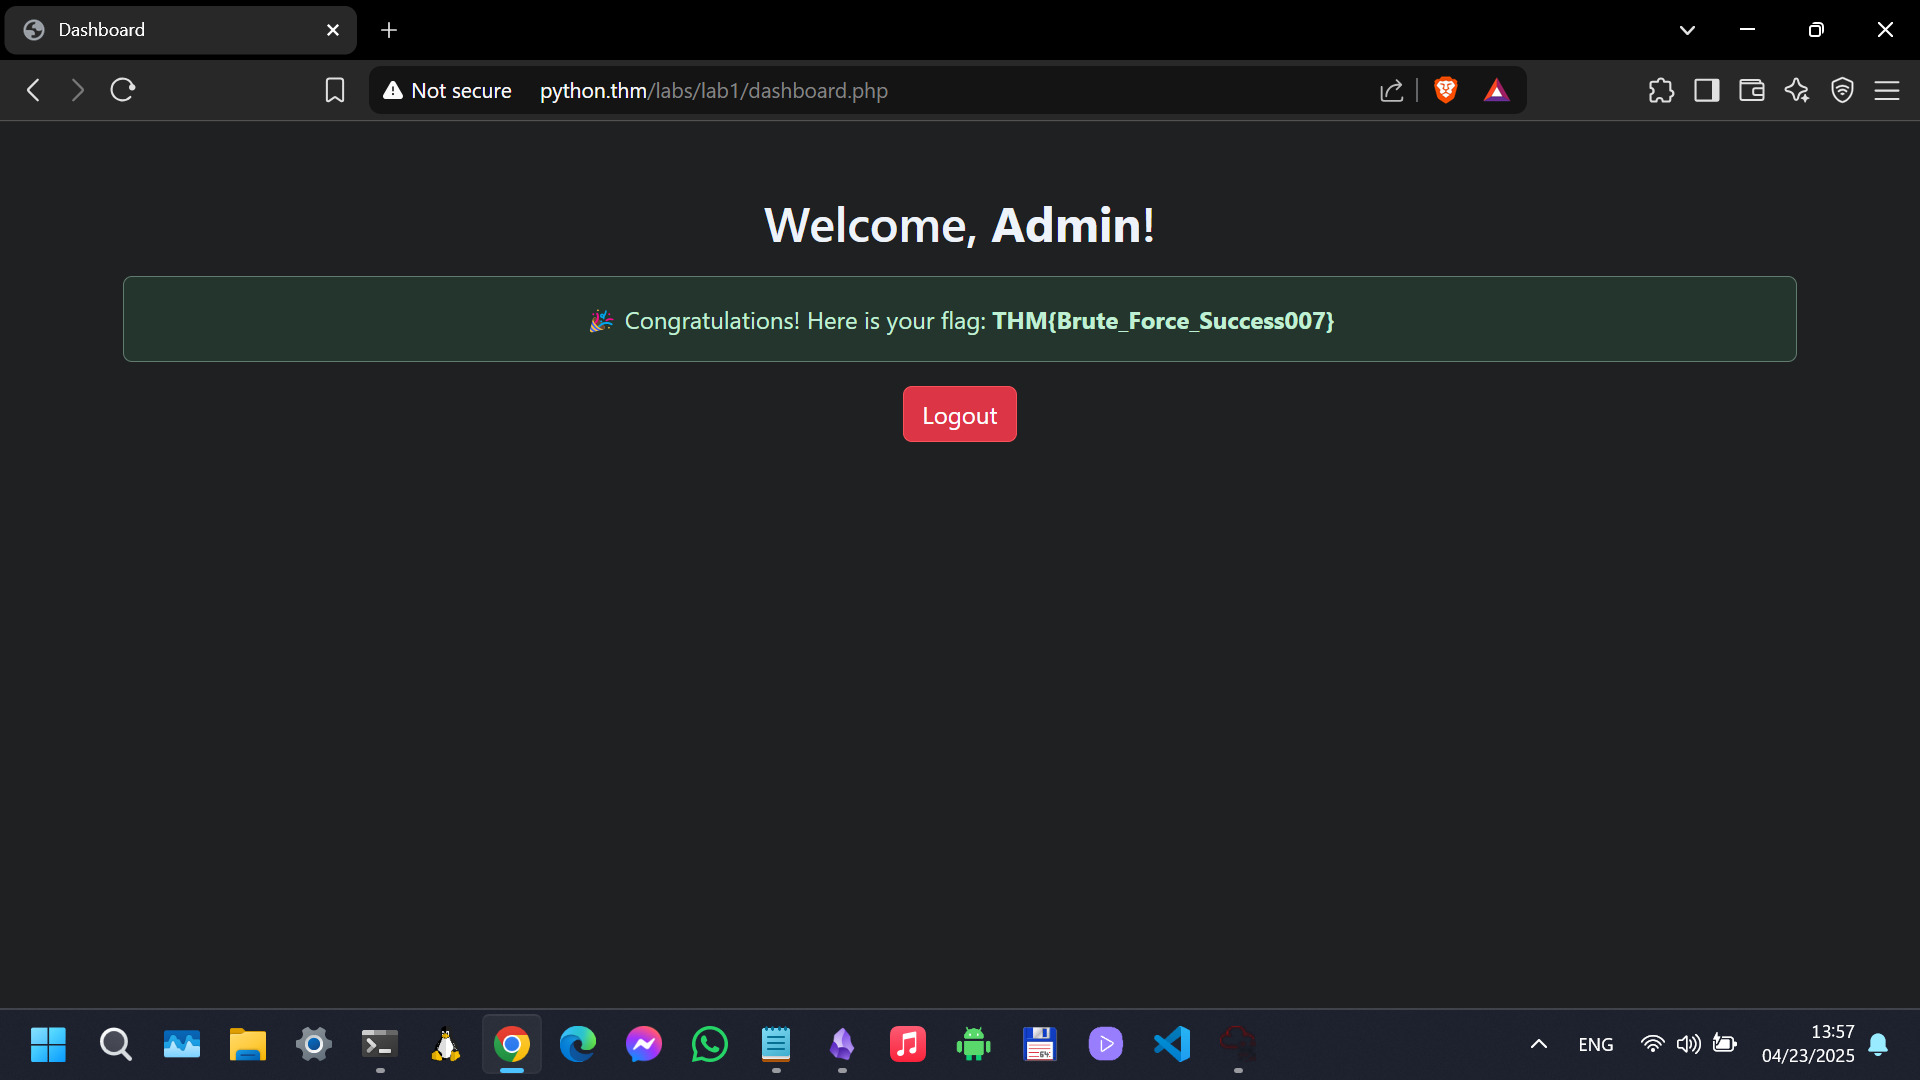 Dashboard
Not secure python.thm/labs/lab1/dashboard.php
Welcome, Admin!
🎉 Congratulations! Here is your flag: THM{Brute_Force_Success007}
Logout
64:
ENG
13:57
04/23/2025